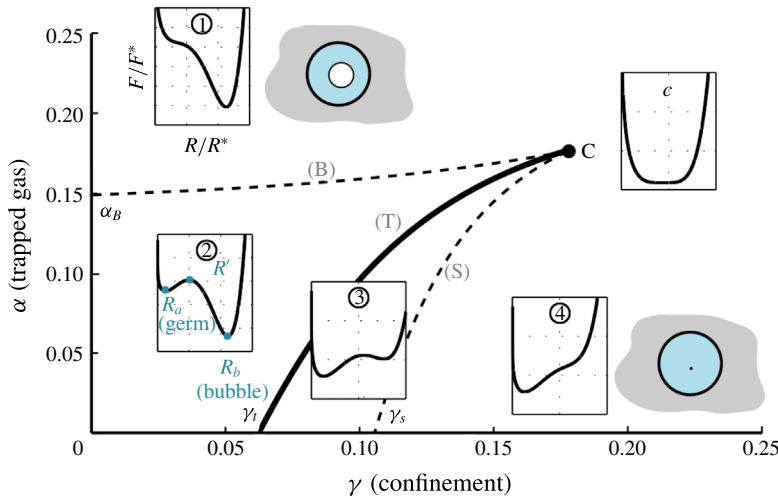 0.25
0.20
0.15
0.10
0.05
α (trapped gas)
0
0.05
0.10
0.15
0.20
0.25
γ (confinement)
1
F/F*
R/R*
c
C
(B)
(T)
(S)
α_B
2
R′
R_a
(germ)
R_b
(bubble)
3
4
γ_t
γ_s